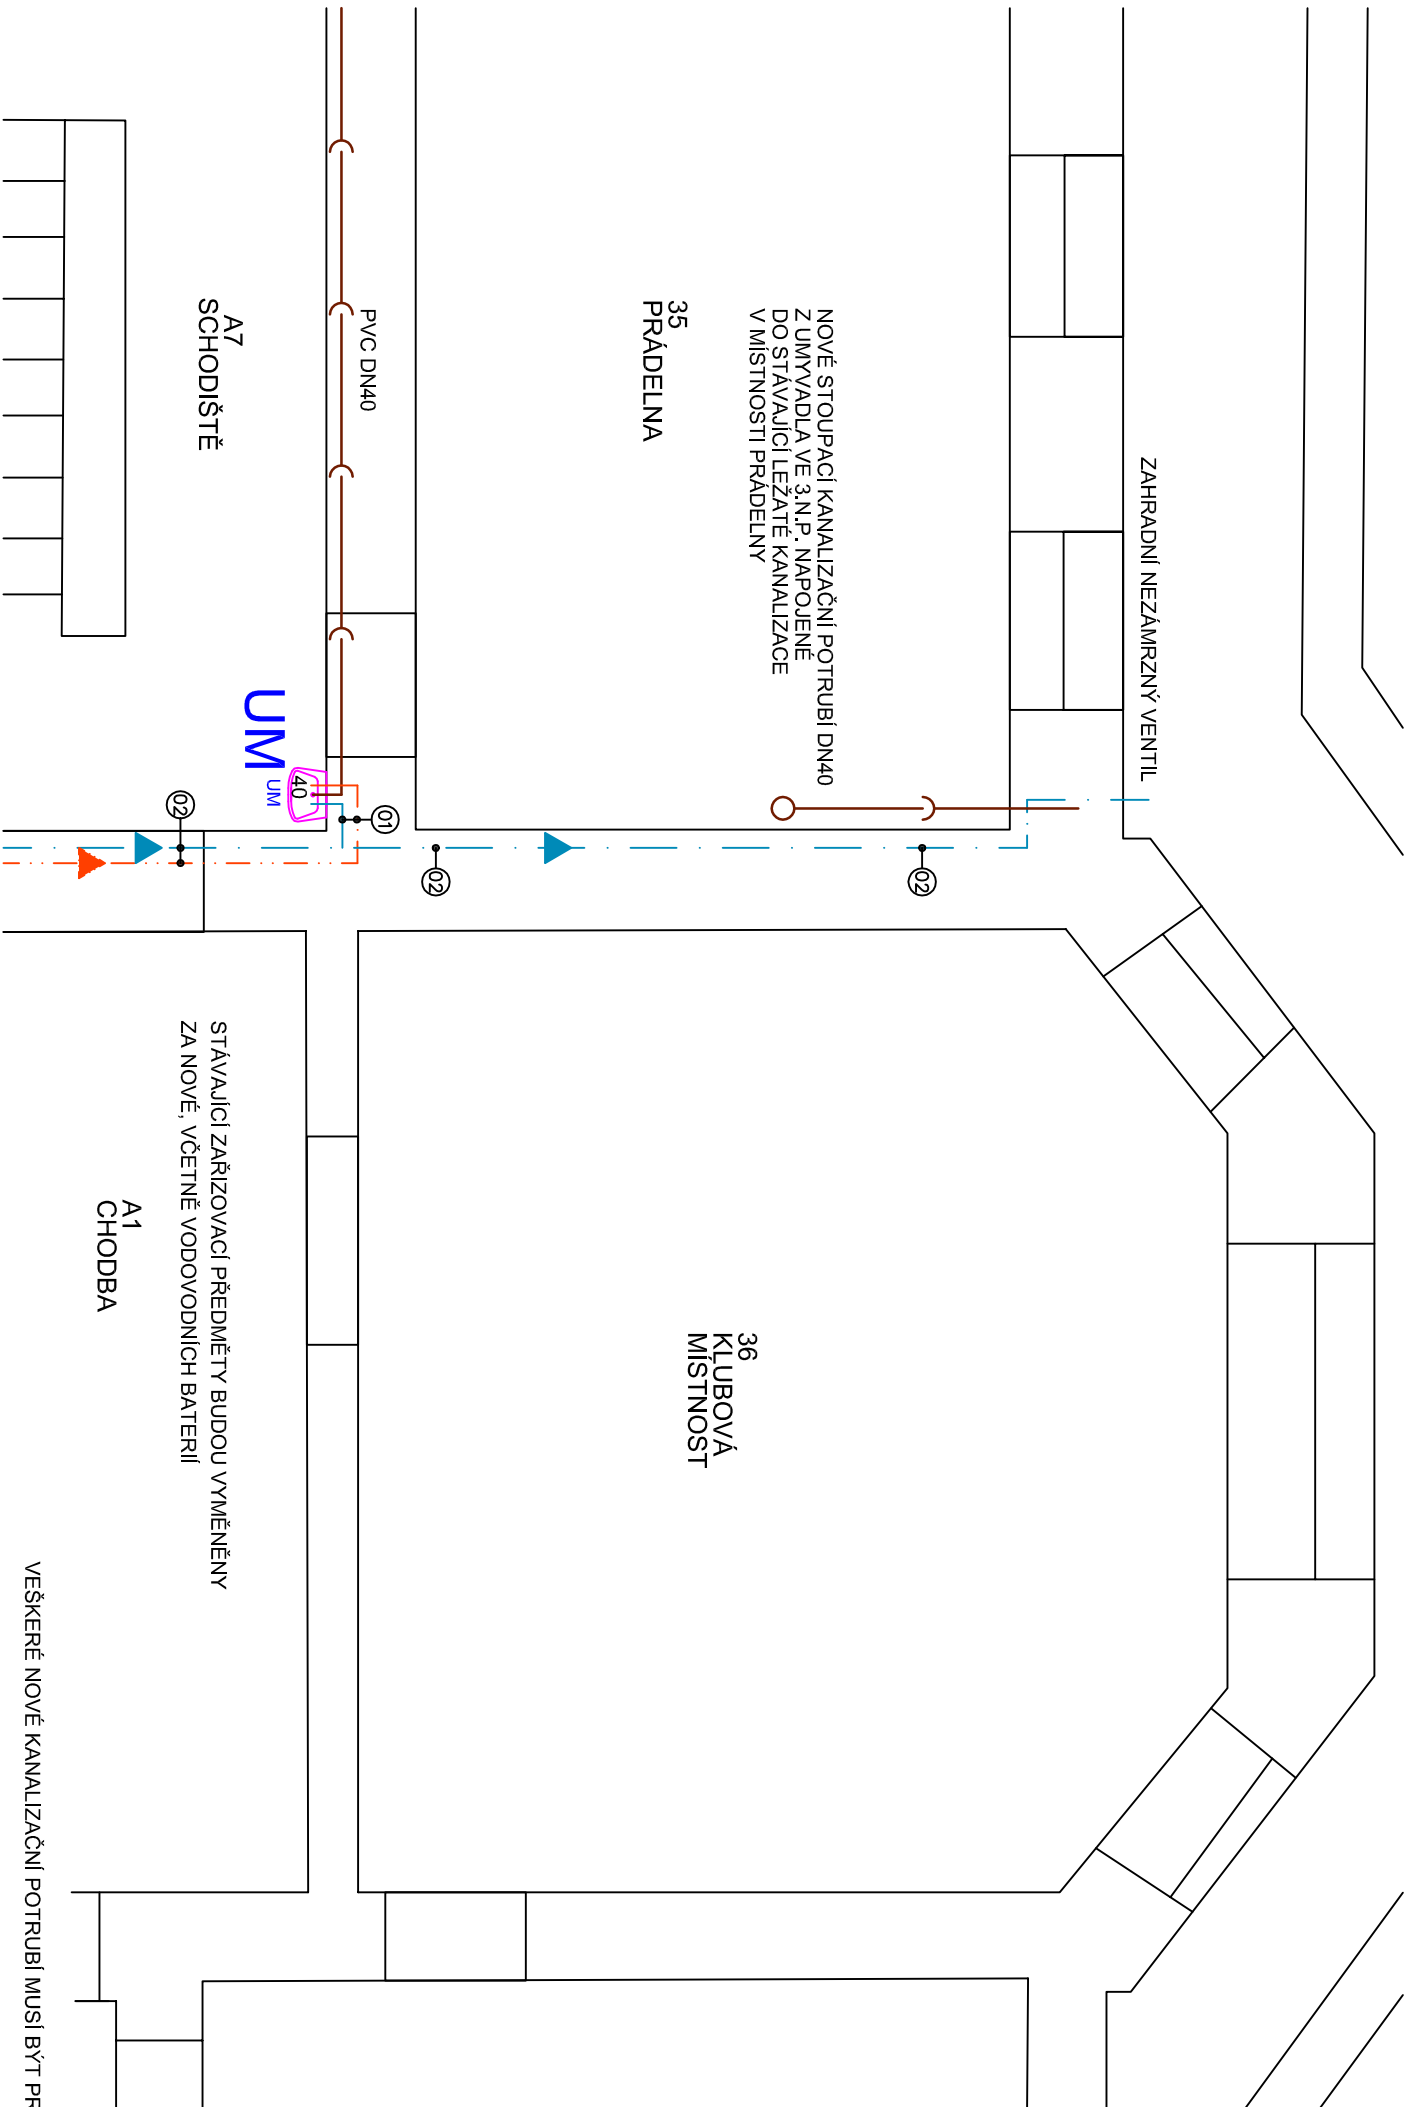 ZAHRADNÍ NEZÁMRZNÝ VENTIL
NOVÉ STOUPACÍ KANALIZAČNÍ POTRUBÍ DN40
Z UMYVADLA VE 3.N.P. NAPOJENÉ
DO STÁVAJÍCÍ LEŽATÉ KANALIZACE
V MÍSTNOSTI PRÁDELNY
35
PRÁDELNA
PVC DN40
A7
SCHODIŠTĚ
UM
UM
40
01
02
02
02
36
KLUBOVÁ
MÍSTNOST
STÁVAJÍCÍ ZAŘIZOVACÍ PŘEDMĚTY BUDOU VYMĚNĚNY
ZA NOVÉ, VČETNĚ VODOVODNÍCH BATERIÍ
A1
CHODBA
VEŠKERÉ NOVÉ KANALIZAČNÍ POTRUBÍ MUSÍ BÝT